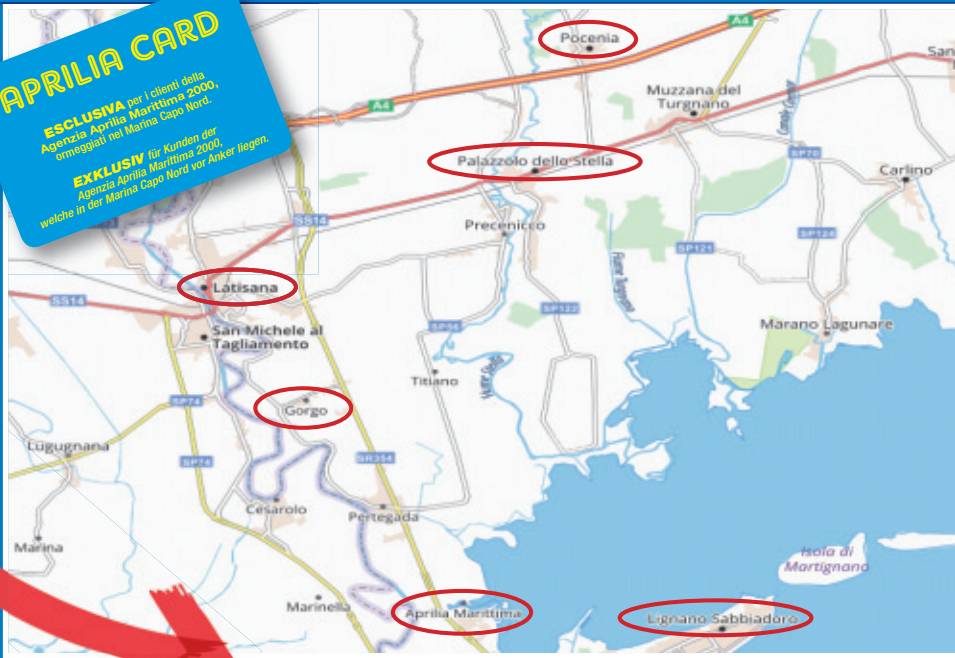 APRILIA CARD
ESCLUSIVA per i clienti della
Agenzia Aprilia Marittima 2000,
ormeggiati nel Marina Capo Nord.
EXKLUSIV für Kunden der
Agenzia Aprilia Marittima 2000,
welche in der Marina Capo Nord vor Anker liegen.
A4
Pocenia
San
Muzzana del
Turgnano
A4
Palazzolo dello Stella
SP70
Carlino
Precenicco
SS14
SP121
SP124
Latisana
SS14
SP122
SP56
San Michele al
Tagliamento
Marano Lagunare
Titiano
Gorgo
SP74
Lugugnana
SP74
SR354
Cesarolo
Pertegada
Marina
Isola di
Martignano
Marinella
Aprilia Marittima
Lignano Sabbiadoro